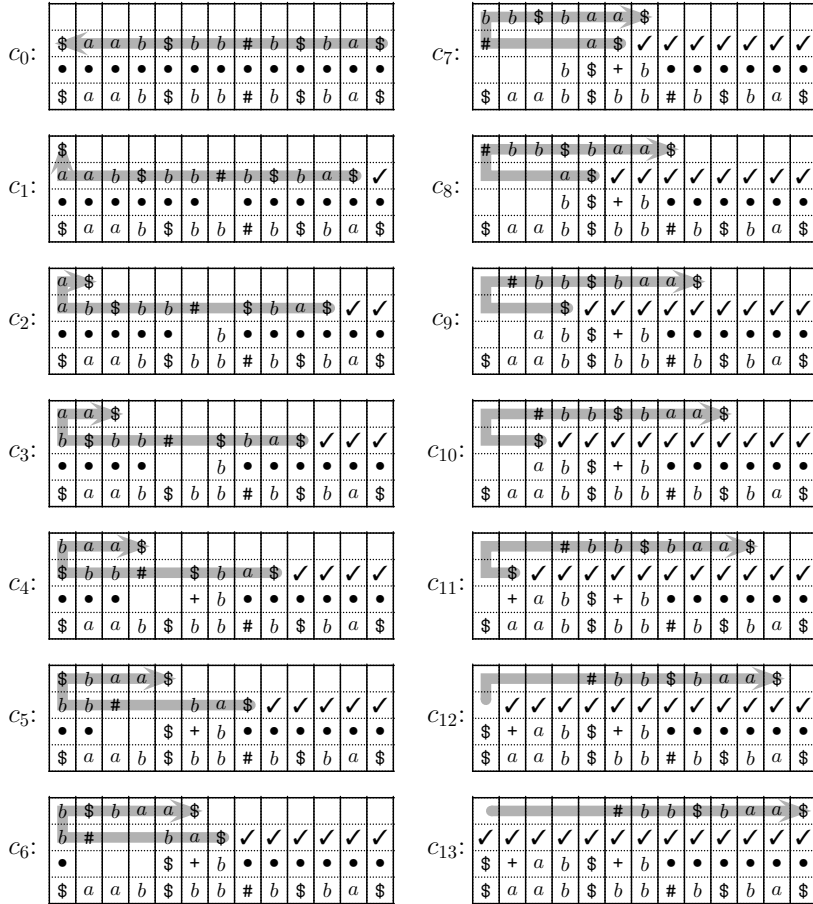 c0:
$ a a b $ b b # b $ b a $
• • • • • • • • • • • • •
$ a a b $ b b # b $ b a $
c1:
$
a a b $ b b # b $ b a $ ✓
• • • • • • • • • • • •
$ a a b $ b b # b $ b a $
c2:
a $
a b $ b b # $ b a $ ✓ ✓
• • • • • b • • • • • •
$ a a b $ b b # b $ b a $
c3:
a a $
b $ b b # $ b a $ ✓ ✓ ✓
• • • • b • • • • • •
$ a a b $ b b # b $ b a $
c4:
b a a $
$ b b # $ b a $ ✓ ✓ ✓ ✓
• • • + b • • • • • •
$ a a b $ b b # b $ b a $
c5:
$ b a a $
b b # b a $ ✓ ✓ ✓ ✓ ✓
• • $ + b • • • • • •
$ a a b $ b b # b $ b a $
c6:
b $ b a a $
b # b a $ ✓ ✓ ✓ ✓ ✓ ✓
• $ + b • • • • • •
$ a a b $ b b # b $ b a $
c7:
b b $ b a a $
# a $ ✓ ✓ ✓ ✓ ✓ ✓ ✓
b $ + b • • • • • •
$ a a b $ b b # b $ b a $
c8:
# b b $ b a a $
a $ ✓ ✓ ✓ ✓ ✓ ✓ ✓ ✓
b $ + b • • • • • •
$ a a b $ b b # b $ b a $
c9:
# b b $ b a a $
$ ✓ ✓ ✓ ✓ ✓ ✓ ✓ ✓ ✓
a b $ + b • • • • • •
$ a a b $ b b # b $ b a $
c10:
# b b $ b a a $
$ ✓ ✓ ✓ ✓ ✓ ✓ ✓ ✓ ✓ ✓
a b $ + b • • • • • •
$ a a b $ b b # b $ b a $
c11:
# b b $ b a a $
$ ✓ ✓ ✓ ✓ ✓ ✓ ✓ ✓ ✓ ✓ ✓
+ a b $ + b • • • • • •
$ a a b $ b b # b $ b a $
c12:
# b b $ b a a $
✓ ✓ ✓ ✓ ✓ ✓ ✓ ✓ ✓ ✓ ✓ ✓
$ + a b $ + b • • • • • •
$ a a b $ b b # b $ b a $
c13:
# b b $ b a a $
✓ ✓ ✓ ✓ ✓ ✓ ✓ ✓ ✓ ✓ ✓ ✓ ✓
$ + a b $ + b • • • • • •
$ a a b $ b b # b $ b a $